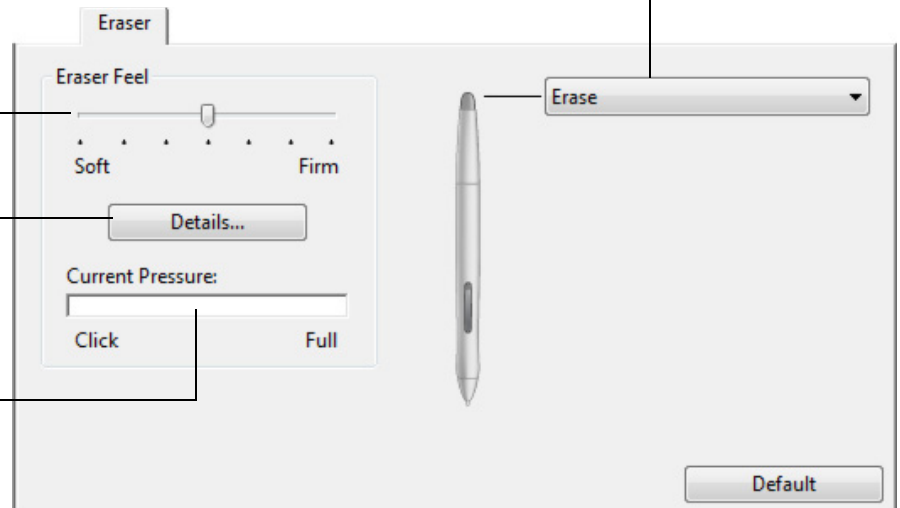 Eraser
Eraser Feel
Erase
Soft Firm
Details...
Current Pressure:
Click Full
Default